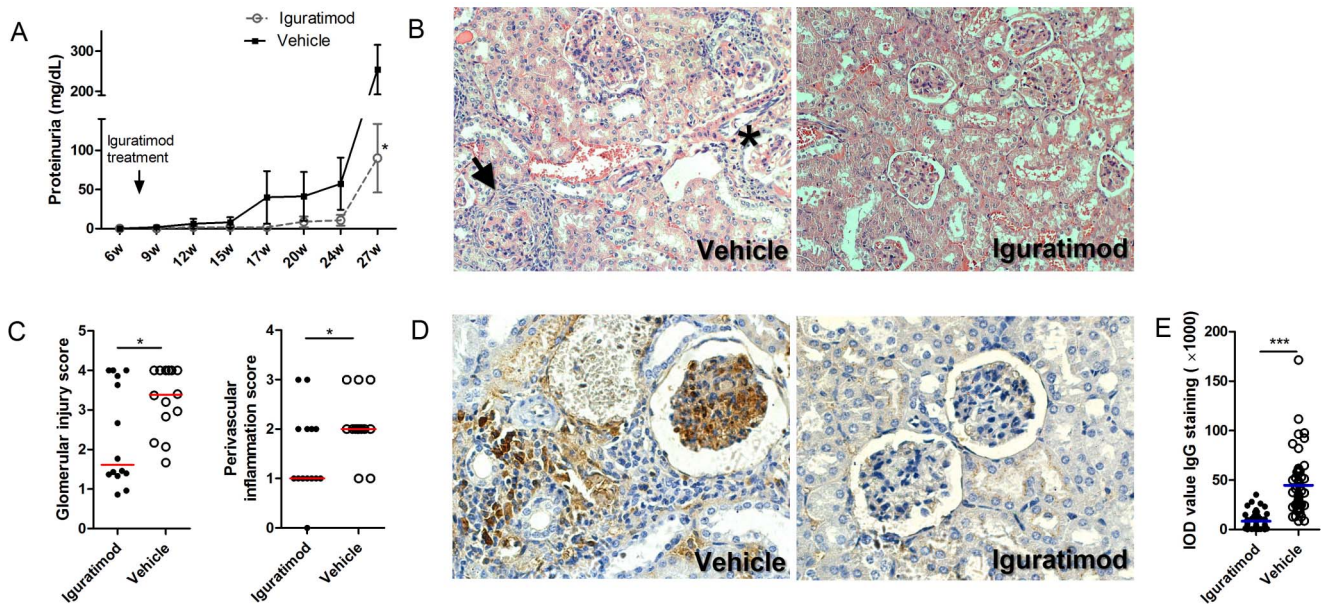 A
Iguratimod
Vehicle
Proteinuria (mg/dL)
300
200
100
50
0
Iguratimod
treatment
*
6w
9w
12w
15w
17w
20w
24w
27w
B
*
Vehicle
Iguratimod
C
Glomerular injury score
5
4
3
2
1
0
*
Iguratimod
Vehicle
Perivascular
inflammation score
4
3
2
1
0
*
Iguratimod
Vehicle
D
Vehicle
Iguratimod
E
IOD value IgG staining ( ×1000)
200
150
100
50
0
***
Iguratimod
Vehicle